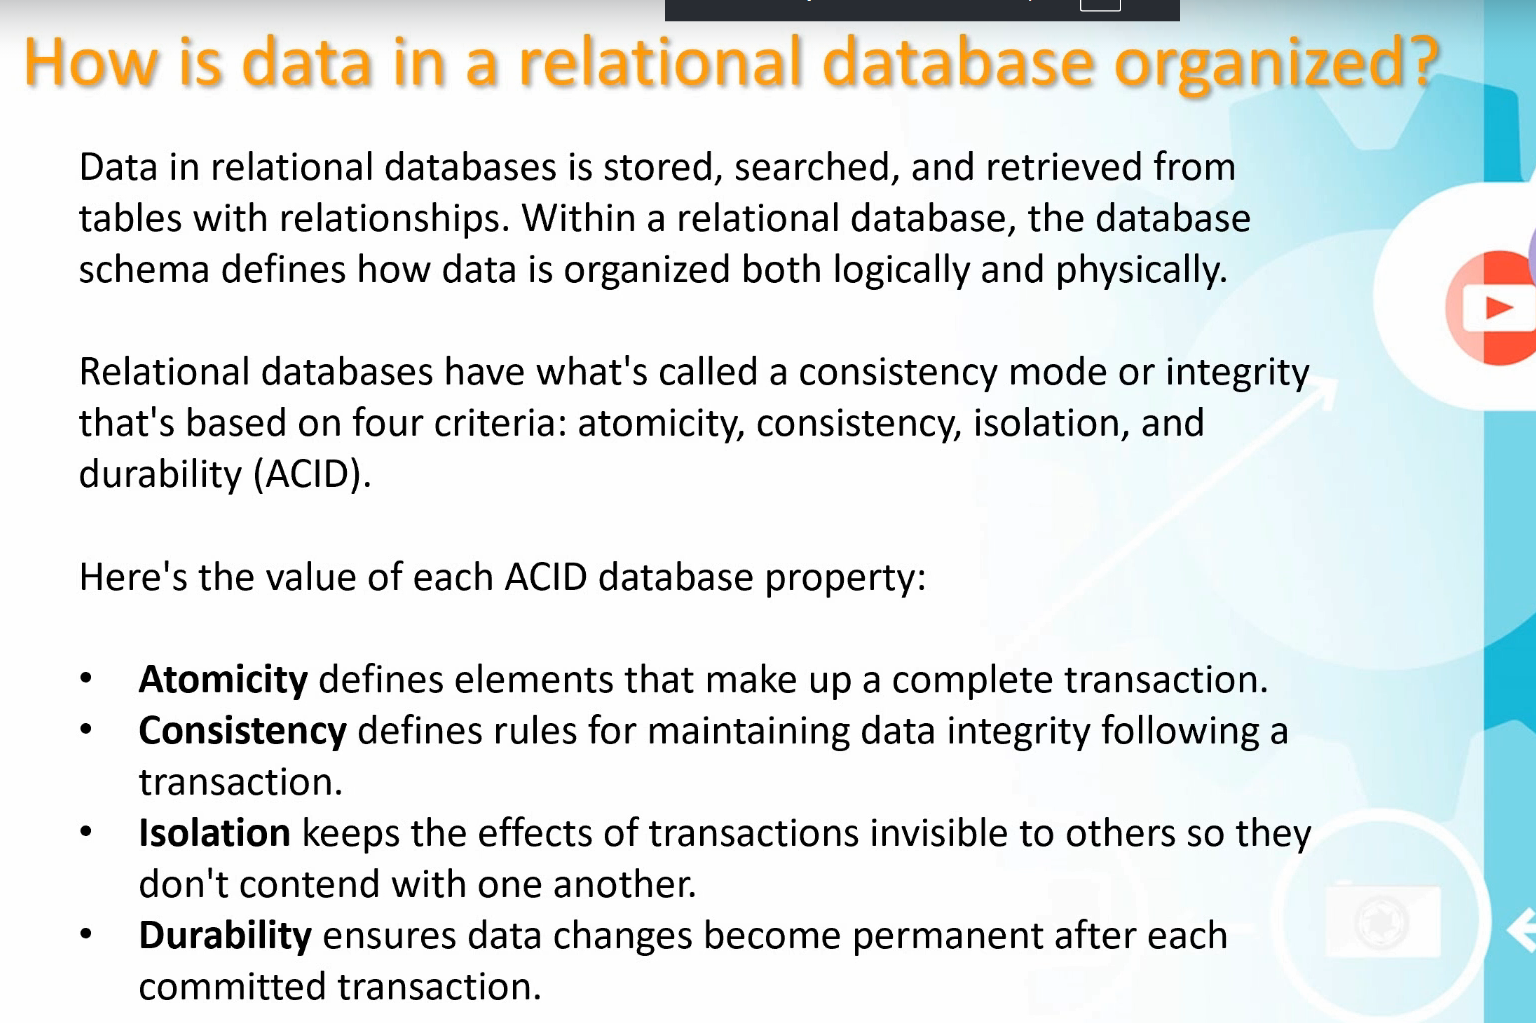 How is data in a relational database organized?
Data in relational databases is stored, searched, and retrieved from
tables with relationships. Within a relational database, the database
schema defines how data is organized both logically and physically.
Relational databases have what's called a consistency mode or integrity
that's based on four criteria: atomicity, consistency, isolation, and
durability (ACID).
Here's the value of each ACID database property:
• Atomicity defines elements that make up a complete transaction.
• Consistency defines rules for maintaining data integrity following a
transaction.
• Isolation keeps the effects of transactions invisible to others so they
don't contend with one another.
• Durability ensures data changes become permanent after each
committed transaction.